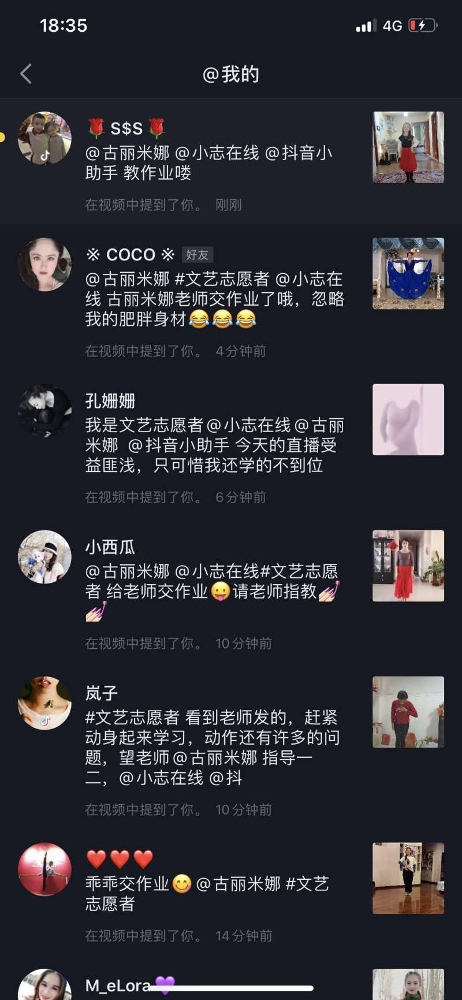 18:35
4G
@我的
S$S
@古丽米娜 @小志在线 @抖音小
助手 教作业喽
在视频中提到了你。 刚刚
※ COCO ※ 好友
@古丽米娜 #文艺志愿者 @小志在
线 古丽米娜老师交作业了哦，忽略
我的肥胖身材😂😂😂
在视频中提到了你。 4分钟前
孔姗姗
我是文艺志愿者@小志在线@古丽
米娜 @抖音小助手 今天的直播受
益匪浅，只可惜我还学的不到位
在视频中提到了你。 6分钟前
小西瓜
@古丽米娜 @小志在线#文艺志愿
者 给老师交作业😛请老师指教💅
💅
在视频中提到了你。 10分钟前
岚子
#文艺志愿者 看到老师发的，赶紧
动身起来学习，动作还有许多的问
题，望老师@古丽米娜 指导一
二，@小志在线 @抖
在视频中提到了你。 10分钟前
❤️❤️❤️
乖乖交作业😋 @古丽米娜 #文艺
志愿者
在视频中提到了你。 14分钟前
M_eLora💜